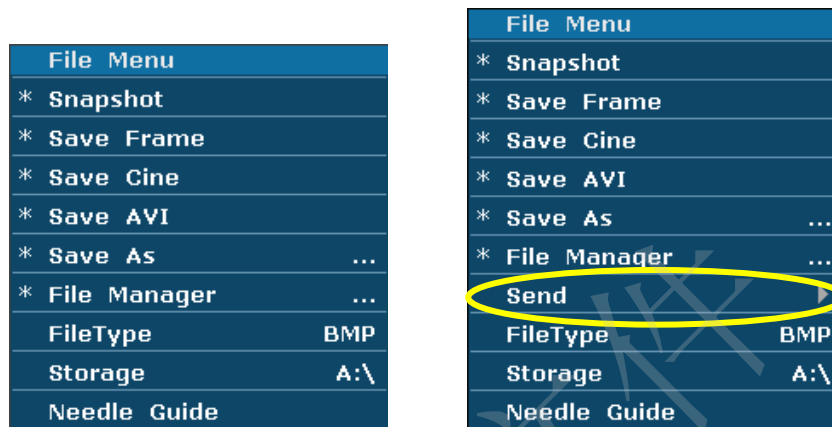 File Menu
* Snapshot
* Save Frame
* Save Cine
* Save AVI
* Save As ...
* File Manager ...
FileType BMP
Storage A:\
Needle Guide
File Menu
* Snapshot
* Save Frame
* Save Cine
* Save AVI
* Save As ...
* File Manager ...
Send
FileType BMP
Storage A:\
Needle Guide